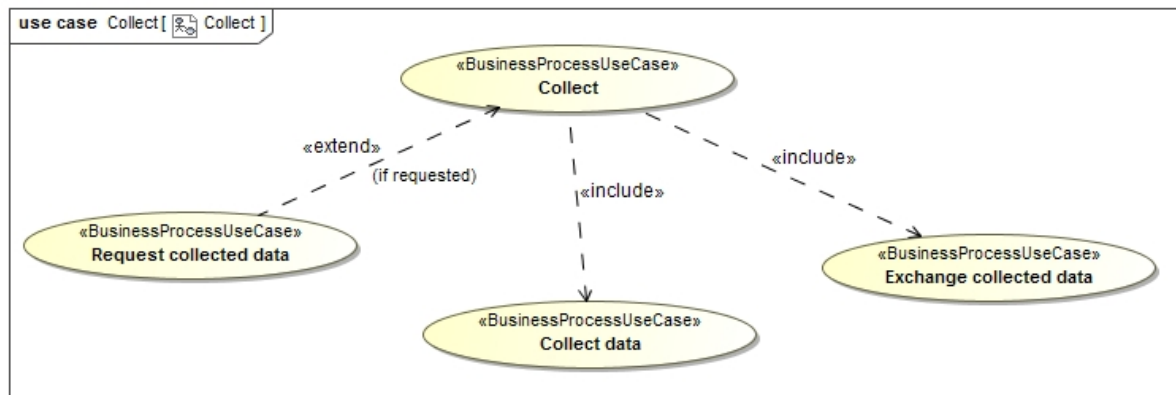 use case Collect [ Collect ]
«BusinessProcessUseCase»
Collect
«extend»
(if requested)
«include»
«include»
«BusinessProcessUseCase»
Request collected data
«BusinessProcessUseCase»
Exchange collected data
«BusinessProcessUseCase»
Collect data